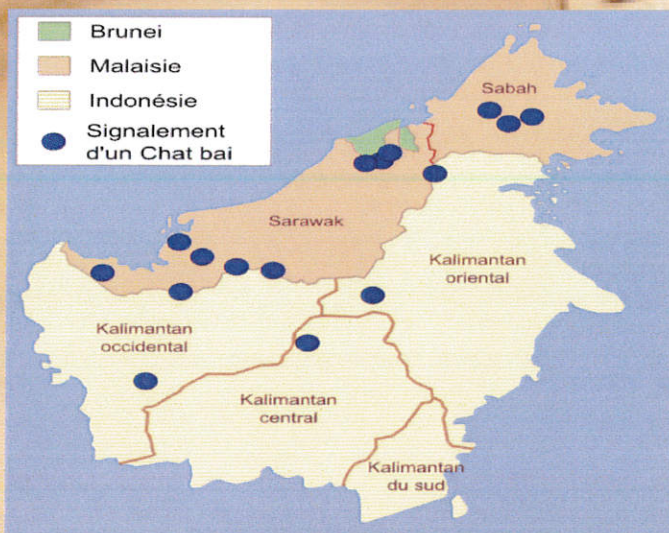 Brunei
Malaisie
Indonésie
Signalement
d'un Chat bai
Sabah
Sarawak
Kalimantan
oriental
Kalimantan
occidental
Kalimantan
central
Kalimantan
du sud